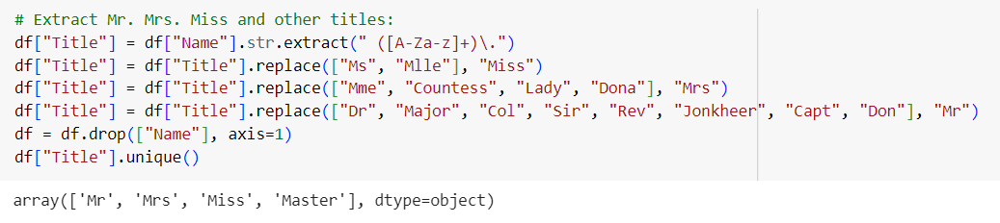 # Extract Mr. Mrs. Miss and other titles:
df["Title"] = df["Name"].str.extract(" ([A-Za-z]+)\.")
df["Title"] = df["Title"].replace(["Ms", "Mlle"], "Miss")
df["Title"] = df["Title"].replace(["Mme", "Countess", "Lady", "Dona"], "Mrs")
df["Title"] = df["Title"].replace(["Dr", "Major", "Col", "Sir", "Rev", "Jonkheer", "Capt", "Don"], "Mr")
df = df.drop(["Name"], axis=1)
df["Title"].unique()
array(['Mr', 'Mrs', 'Miss', 'Master'], dtype=object)